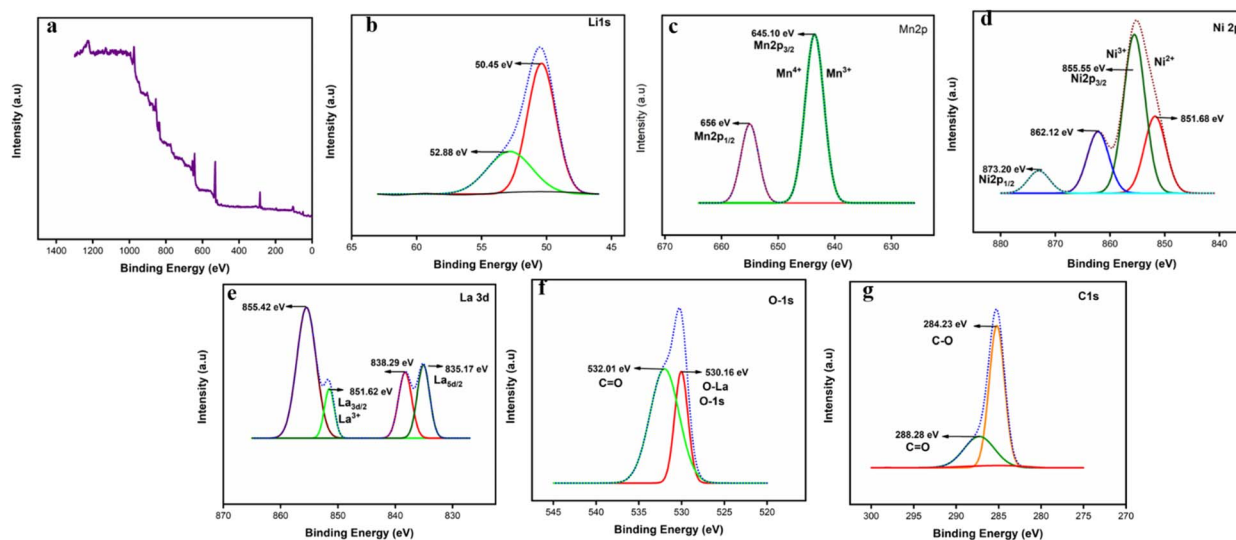 a
Intensity (a.u)
1400 1200 1000 800 600 400 200 0
Binding Energy (eV)
b
Li1s
50.45 eV
52.88 eV
Intensity (a.u)
65 60 55 50 45
Binding Energy (eV)
c
Mn2p
645.10 eV
Mn2p3/2
Mn4+ Mn3+
656 eV
Mn2p1/2
Intensity (a.u)
670 660 650 640 630
Binding Energy (eV)
d
Ni 2p
Ni3+
Ni2+
855.55 eV
Ni2p3/2
851.68 eV
862.12 eV
873.20 eV
Ni2p1/2
Intensity (a.u)
880 870 860 850 840
Binding Energy (eV)
e
La 3d
855.42 eV
838.29 eV
835.17 eV
La5d/2
851.62 eV
La3d/2
La3+
Intensity (a.u)
870 860 850 840 830
Binding Energy (eV)
f
O-1s
532.01 eV
C=O
530.16 eV
O-La
O-1s
Intensity (a.u)
545 540 535 530 525 520
Binding Energy (eV)
g
C1s
284.23 eV
C-O
288.28 eV
C=O
Intensity (a.u)
300 295 290 285 280 275 270
Binding Energy (eV)